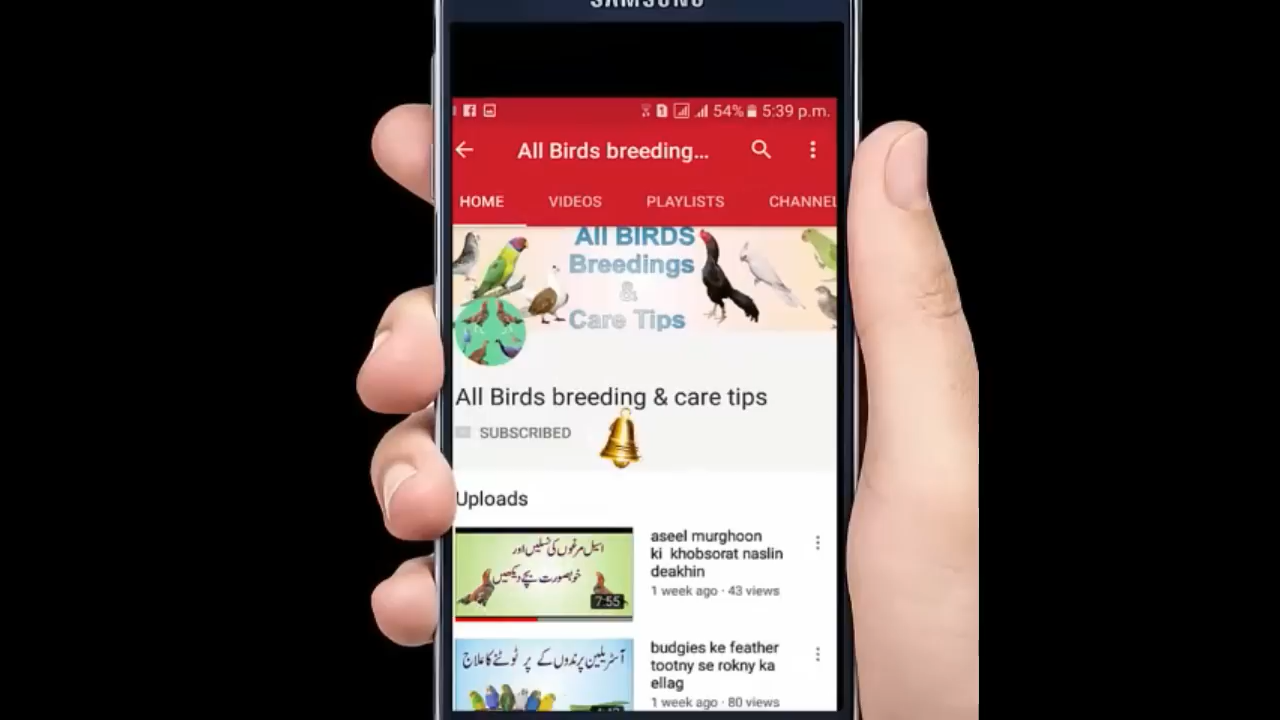 SAMSUNG
54% 5:39 p.m.
All Birds breeding...
HOME VIDEOS PLAYLISTS CHANNEL
All BIRDS
Breedings
&
Care Tips
All Birds breeding & care tips
SUBSCRIBED
Uploads
اسیل مرغوں کی نسلیں اور
خوبصورت بچے دیکھیں
7:55
aseel murghoon
ki khobsorat naslin
deakhin
1 week ago · 43 views
آسٹریلین پرندوں کے پر ٹوٹنے کا علاج
budgies ke feather
tootny se rokny ka
ellag
1 week ago · 80 views